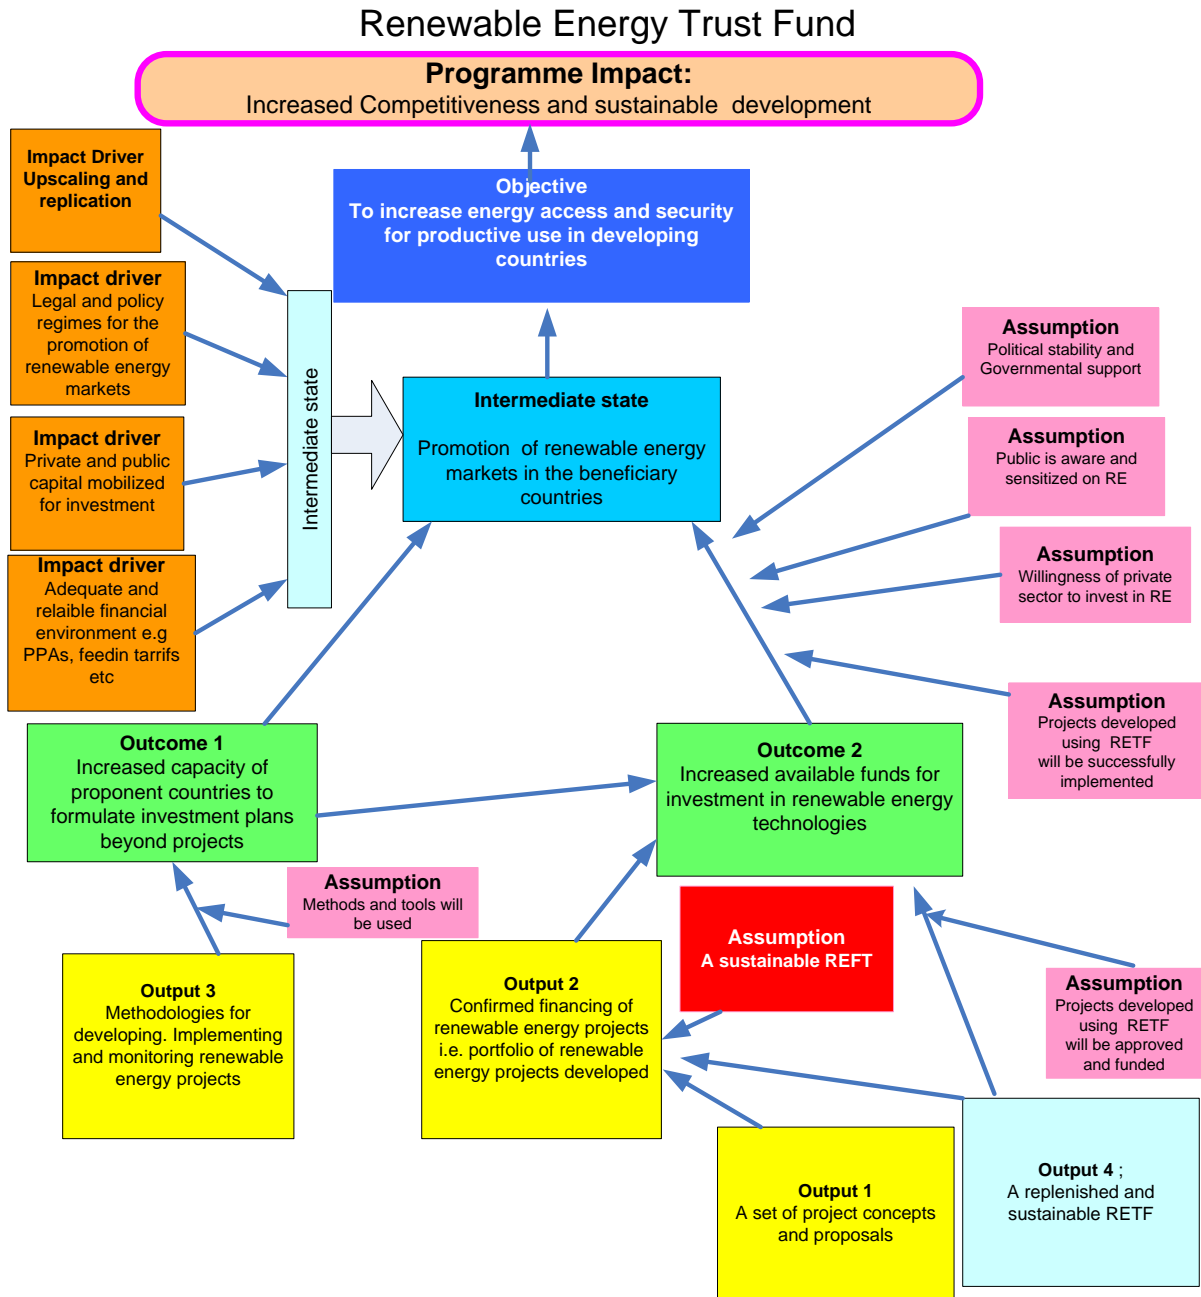 Renewable Energy Trust Fund
Programme Impact:
Increased Competitiveness and sustainable development
Impact Driver
Upscaling and
replication
Objective
To increase energy access and security
for productive use in developing
countries
Impact driver
Legal and policy
regimes for the
promotion of
renewable energy
markets
Impact driver
Private and public
capital mobilized
for investment
Impact driver
Adequate and
relaible financial
environment e.g
PPAs, feedin tarrifs
etc
Intermediate state
Intermediate state
Promotion of renewable energy
markets in the beneficiary
countries
Assumption
Political stability and
Governmental support
Assumption
Public is aware and
sensitized on RE
Assumption
Willingness of private
sector to invest in RE
Assumption
Projects developed
using RETF
will be successfully
implemented
Outcome 1
Increased capacity of
proponent countries to
formulate investment plans
beyond projects
Outcome 2
Increased available funds for
investment in renewable energy
technologies
Assumption
Methods and tools will
be used
Assumption
A sustainable REFT
Output 3
Methodologies for
developing. Implementing
and monitoring renewable
energy projects
Output 2
Confirmed financing of
renewable energy projects
i.e. portfolio of renewable
energy projects developed
Assumption
Projects developed
using RETF
will be approved
and funded
Output 1
A set of project concepts
and proposals
Output 4 ;
A replenished and
sustainable RETF